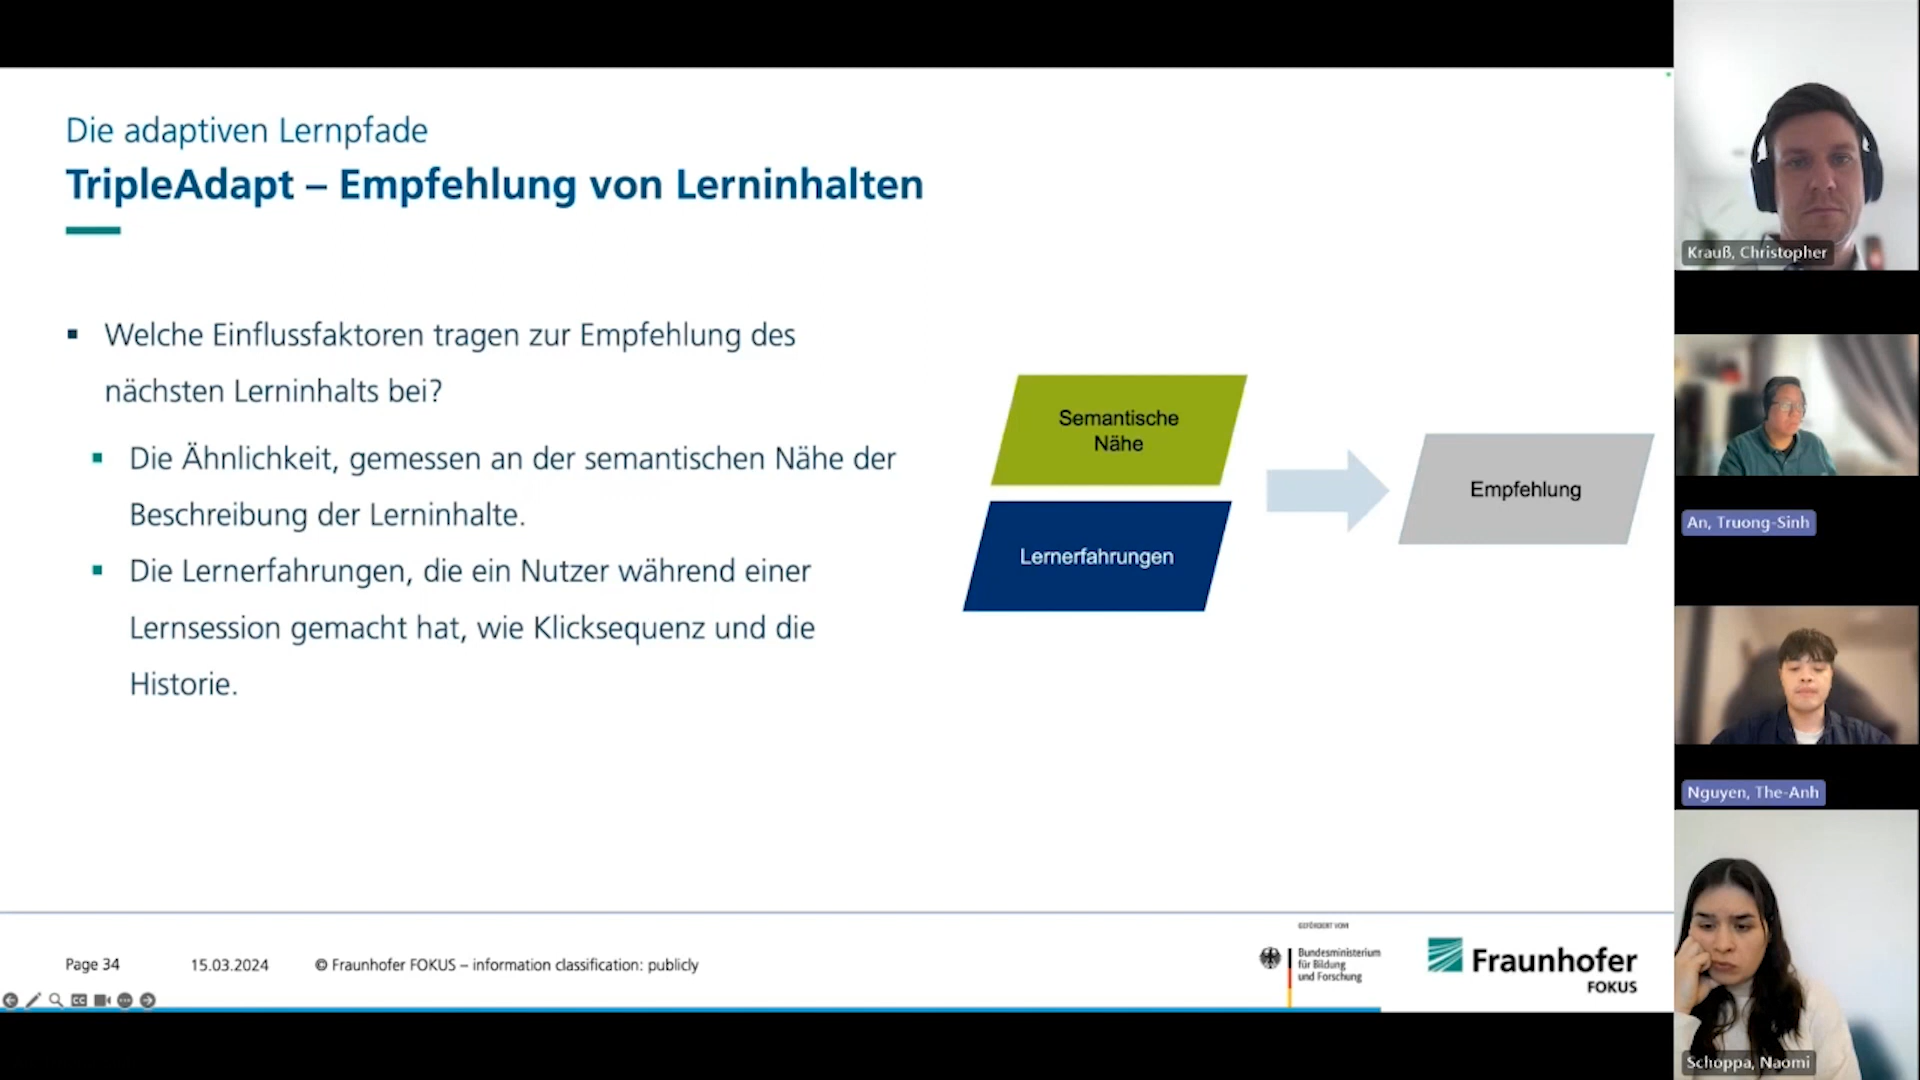 Die adaptiven Lernpfade
TripleAdapt – Empfehlung von Lerninhalten
Welche Einflussfaktoren tragen zur Empfehlung des
nächsten Lerninhalts bei?
Die Ähnlichkeit, gemessen an der semantischen Nähe der
Beschreibung der Lerninhalte.
Die Lernerfahrungen, die ein Nutzer während einer
Lernsession gemacht hat, wie Klicksequenz und die
Historie.
Semantische
Nähe
Lernerfahrungen
Empfehlung
Page 34
15.03.2024
© Fraunhofer FOKUS – information classification: publicly
GEFÖRDERT VOM
Bundesministerium
für Bildung
und Forschung
Fraunhofer
FOKUS
CC
Krauß, Christopher
An, Truong-Sinh
Nguyen, The-Anh
Schoppa, Naomi